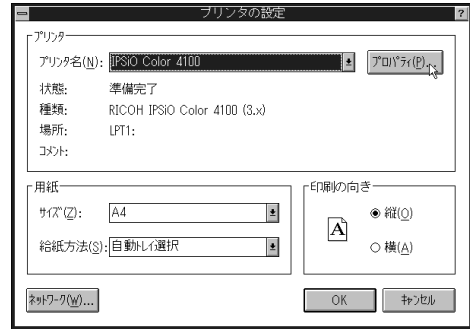 プリンタの設定
?
プリンタ
プリンタ名(N): IPSiO Color 4100
プロパティ(P)...
状態: 準備完了
種類: RICOH IPSiO Color 4100 (3.x)
場所: LPT1:
コメント:
用紙
サイズ(Z): A4
給紙方法(S): 自動トレイ選択
印刷の向き
A
縦(O)
横(A)
ネットワーク(W)...
OK
キャンセル